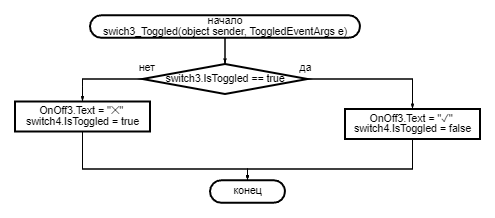 начало
swich3_Toggled(object sender, ToggledEventArgs e)
нет
да
switch3.IsToggled == true
OnOff3.Text = "✕"
switch4.IsToggled = true
OnOff3.Text = "✓"
switch4.IsToggled = false
конец